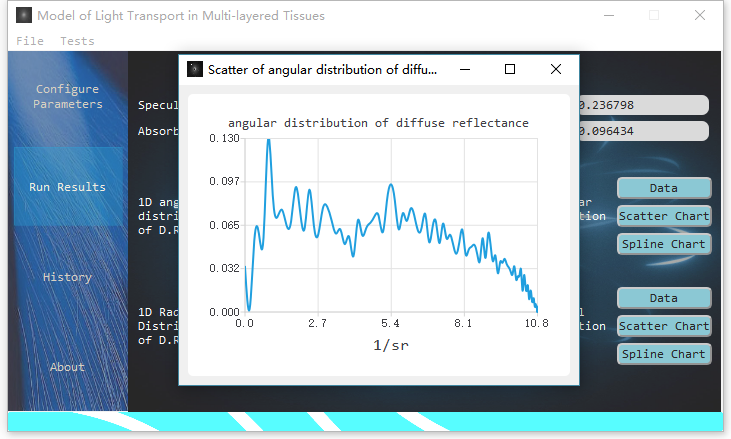 Model of Light Transport in Multi-layered Tissues
File Tests
Configure
Parameters
Run Results
History
About
Specul
0.236798
Absorb
0.096434
1D ang
distri
of D.R
ar
tion
Data
Scatter Chart
Spline Chart
1D Rad
Distri
of D.R
l
tion
Data
Scatter Chart
Spline Chart
Scatter of angular distribution of diffu...
angular distribution of diffuse reflectance
0.130
0.097
0.065
0.032
0.000
0.0 2.7 5.4 8.1 10.8
1/sr